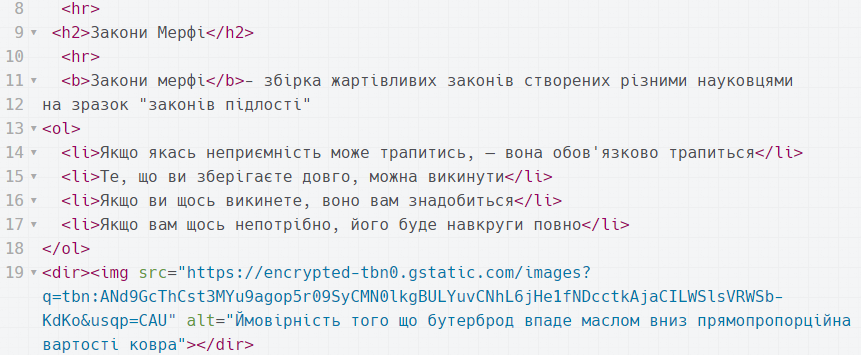 8 <hr>
9 <h2>Закони Мерфі</h2>
10 <hr>
11 <b>Закони мерфі</b>- збірка жартівливих законів створених різними науковцями
12 на зразок "законів підлості"
13 <ol>
14 <li>Якщо якась неприємність може трапитись, — вона обов'язково трапиться</li>
15 <li>Те, що ви зберігаєте довго, можна викинути</li>
16 <li>Якщо ви щось викинете, воно вам знадобиться</li>
17 <li>Якщо вам щось непотрібно, його буде навкруги повно</li>
18 </ol>
19 <dir><img src="https://encrypted-tbn0.gstatic.com/images?
q=tbn:ANd9GcThCst3MYu9agop5r09SyCMN0lkgBULYuvCNhL6jHe1fNDcctkAjaCILWSlsVRWSb-
KdKo&usqp=CAU" alt="Ймовірність того що бутерброд впаде маслом вниз прямопропорційна
вартості ковра"></dir>